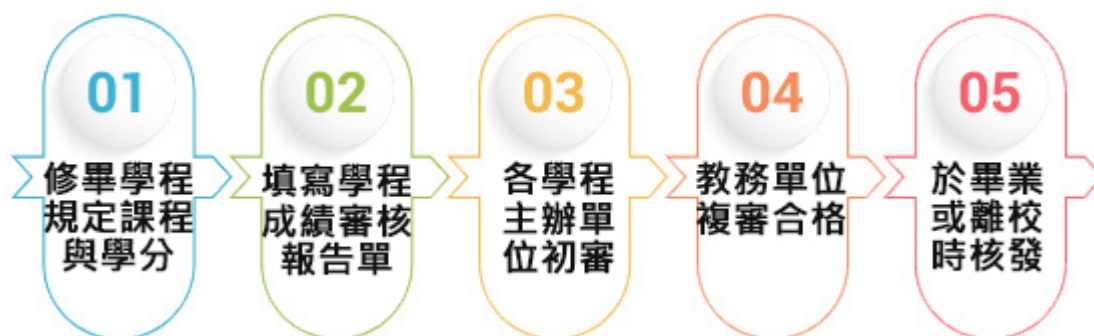 01
修畢學程
規定課程
與學分
02
填寫學程
成績審核
報告單
03
各學程
主辦單
位初審
04
教務單位
複審合格
05
於畢業
或離校
時核發